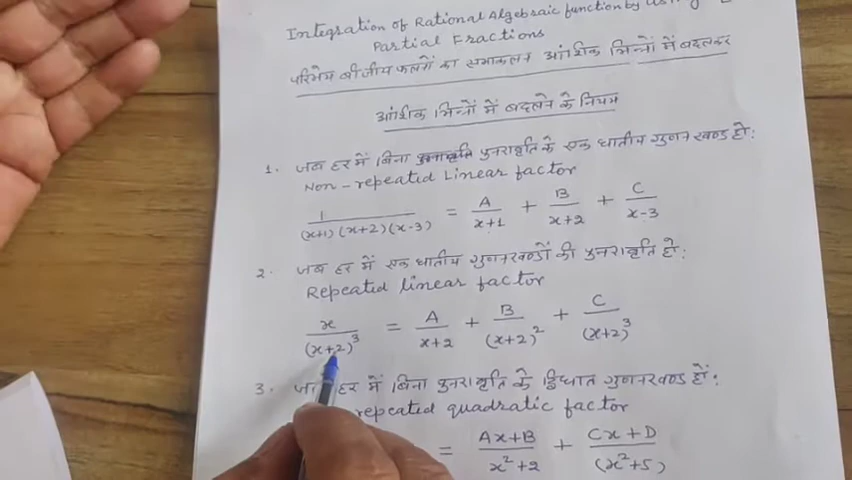 Integration of Rational Algebraic function by
Partial Fractions
परिमेय बीजीय फलनों का समाकलन आंशिक भिन्नों में बदलकर
आंशिक भिन्नों में बदलने के नियम
1. जब हर में बिना पुनरावृति के एक घातीय गुणनखण्ड हो:
Non-repeated Linear factor
1/((x+1)(x+2)(x-3)) = A/(x+1) + B/(x+2) + C/(x-3)
2. जब हर में एक घातीय गुणनखण्डों की पुनरावृति हो:
Repeated linear factor
x/(x+2)^3 = A/(x+2) + B/(x+2)^2 + C/(x+2)^3
3. हर में बिना पुनरावृति के द्विघात गुणनखण्ड हों:
repeated quadratic factor
= (Ax+B)/(x^2+2) + (Cx+D)/(x^2+5)